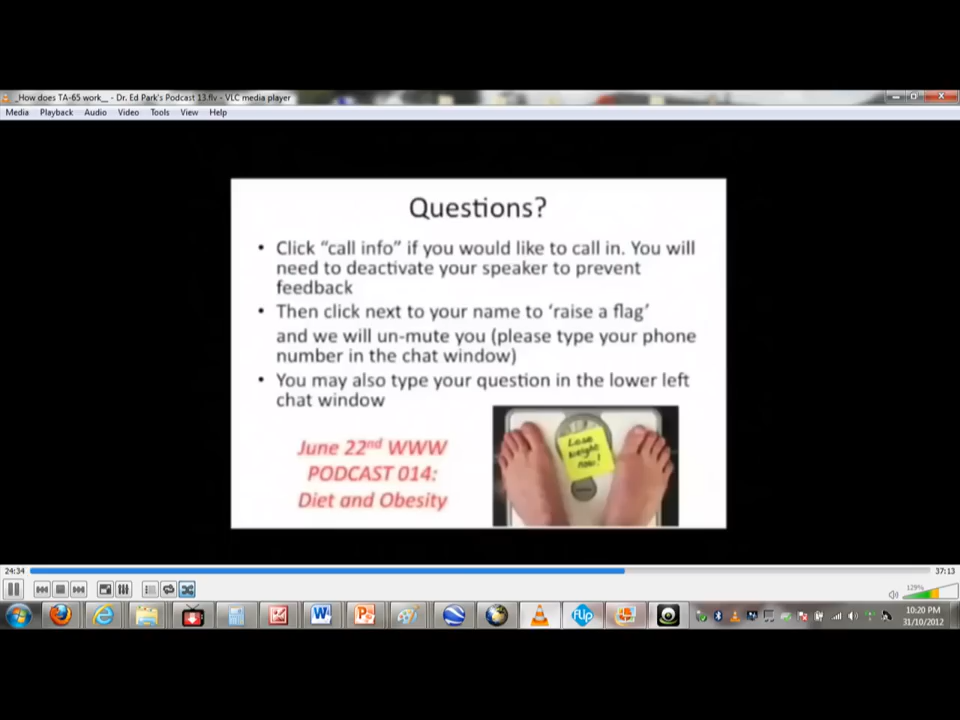 _How does TA-65 work__ - Dr. Ed Park's Podcast 13.flv - VLC media player
Media Playback Audio Video Tools View Help
Questions?
• Click “call info” if you would like to call in. You will
need to deactivate your speaker to prevent
feedback
• Then click next to your name to ‘raise a flag’
and we will un-mute you (please type your phone
number in the chat window)
• You may also type your question in the lower left
chat window
Lose
weight
now!
June 22nd WWW
PODCAST 014:
Diet and Obesity
24:34
37:13
129%
flip
10:20 PM
31/10/2012